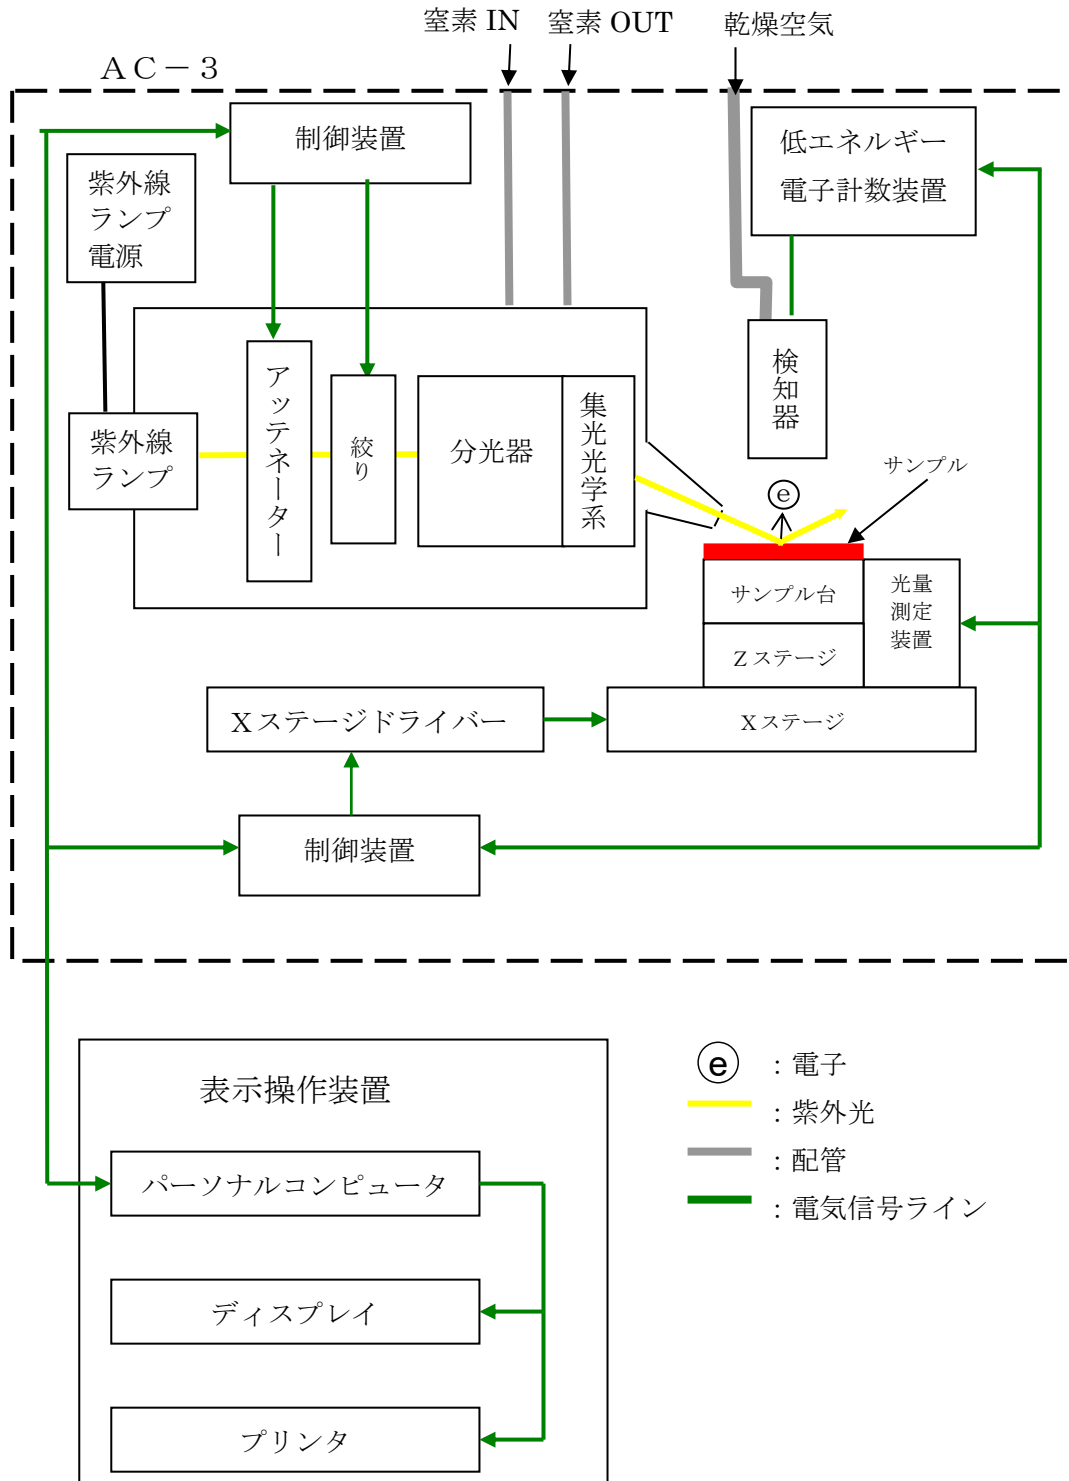 窒素 IN
窒素 OUT
乾燥空気
ＡＣ－３
制御装置
低エネルギー
電子計数装置
紫外線
ランプ
電源
検知器
アッテネーター
絞り
分光器
集光光学系
紫外線
ランプ
サンプル
e
サンプル台
光量
測定
装置
Ｚステージ
Ｘステージドライバー
Ｘステージ
制御装置
表示操作装置
パーソナルコンピュータ
ディスプレイ
プリンタ
e
：電子
：紫外光
：配管
：電気信号ライン